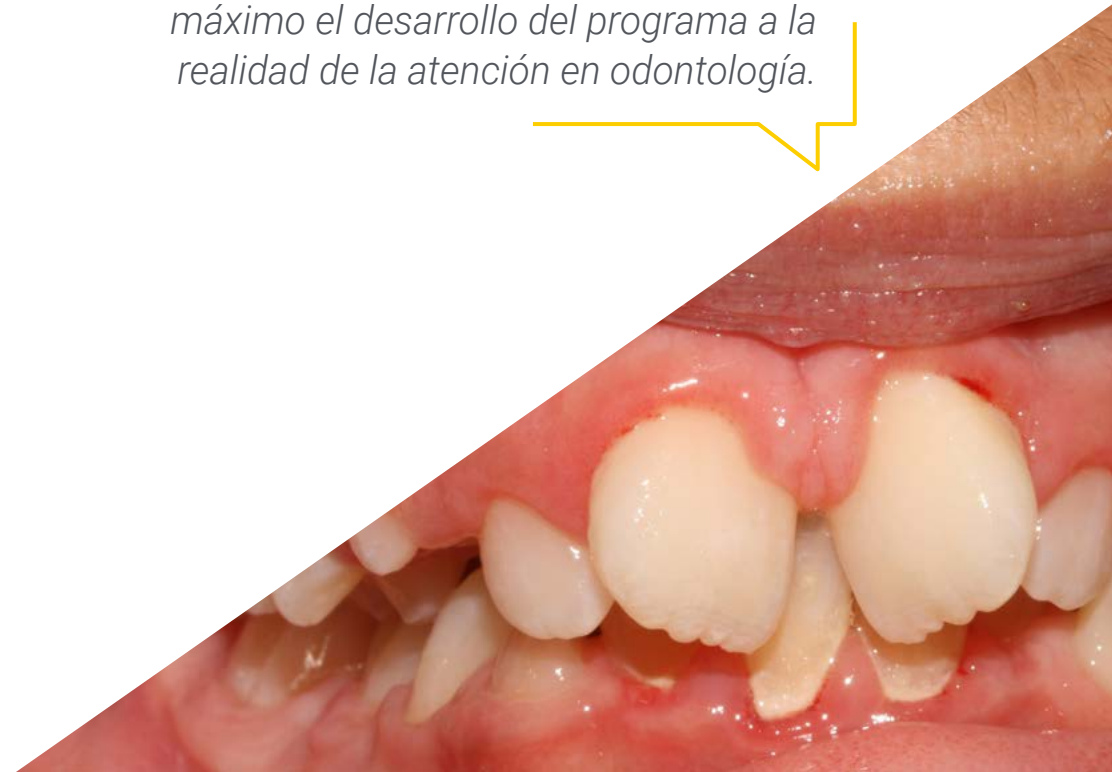 máximo el desarrollo del programa a la
realidad de la atención en odontología.